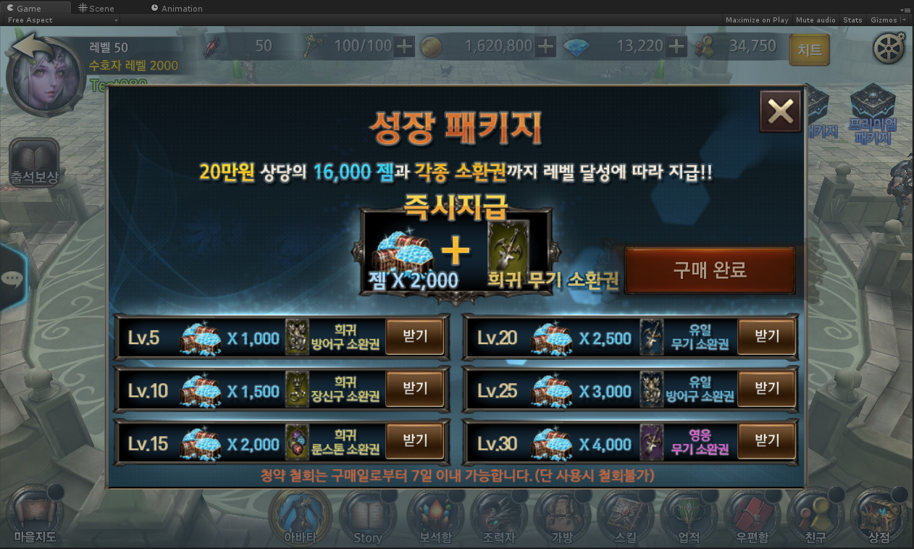 Game
Scene
Animation
Free Aspect
Maximize on Play
Mute audio
Stats
Gizmos
레벨 50
수호자 레벨 2000
50
100/100
1,620,800
13,220
34,750
치트
출석보상
프리미엄
패키지
성장 패키지
20만원 상당의 16,000 젬과 각종 소환권까지 레벨 달성에 따라 지급!!
즉시지급
젬 X 2,000
희귀 무기 소환권
구매 완료
Lv.5
X 1,000
희귀
방어구 소환권
받기
Lv.20
X 2,500
유일
무기 소환권
받기
Lv.10
X 1,500
희귀
장신구 소환권
받기
Lv.25
X 3,000
유일
방어구 소환권
받기
Lv.15
X 2,000
희귀
룬스톤 소환권
받기
Lv.30
X 4,000
영웅
무기 소환권
받기
청약 철회는 구매일로부터 7일 이내 가능합니다.(단 사용시 철회불가)
마을지도
아바타
Story
보석함
조력자
가방
스킬
업적
우편함
친구
상점